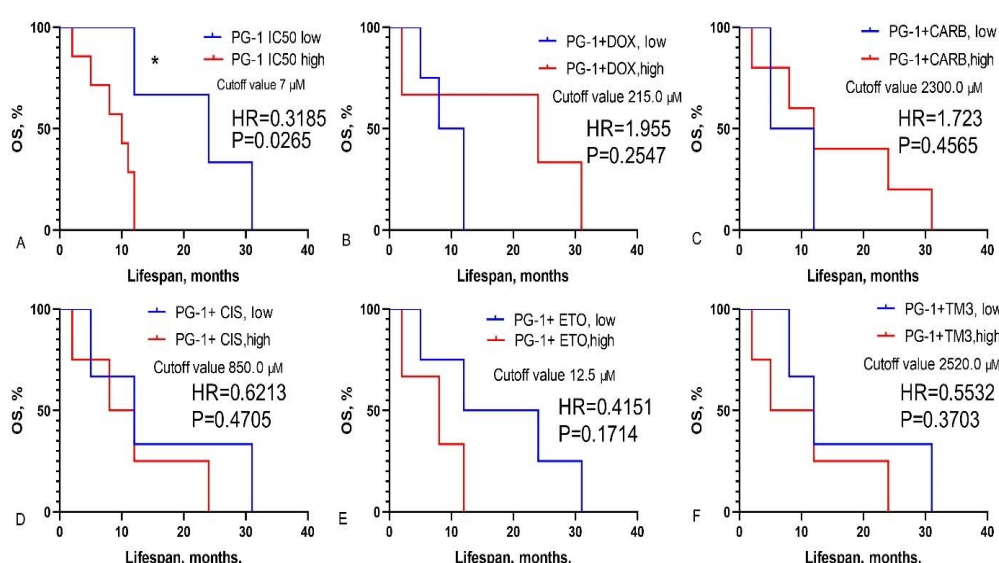 100
50
0
OS, %
PG-1 IC50 low
PG-1 IC50 high
*
Cutoff value 7 µM
HR=0.3185
P=0.0265
0 10 20 30 40
Lifespan, months
A
100
50
0
OS, %
PG-1+DOX, low
PG-1+DOX,high
Cutoff value 215.0 µM
HR=1.955
P=0.2547
0 10 20 30 40
Lifespan, months
B
100
50
0
OS, %
PG-1+CARB, low
PG-1+CARB,high
Cutoff value 2300.0 µM
HR=1.723
P=0.4565
0 10 20 30 40
Lifespan, months
C
100
50
0
OS, %
PG-1+ CIS, low
PG-1+ CIS,high
Cutoff value 850.0 µM
HR=0.6213
P=0.4705
0 10 20 30 40
Lifespan, months.
D
100
50
0
OS, %
PG-1+ ETO, low
PG-1+ ETO,high
Cutoff value 12.5 µM
HR=0.4151
P=0.1714
0 10 20 30 40
Lifespan, months.
E
100
50
0
OS, %
PG-1+TM3, low
PG-1+TM3,high
Cutoff value 2520.0 µM
HR=0.5532
P=0.3703
0 10 20 30 40
Lifespan, months.
F